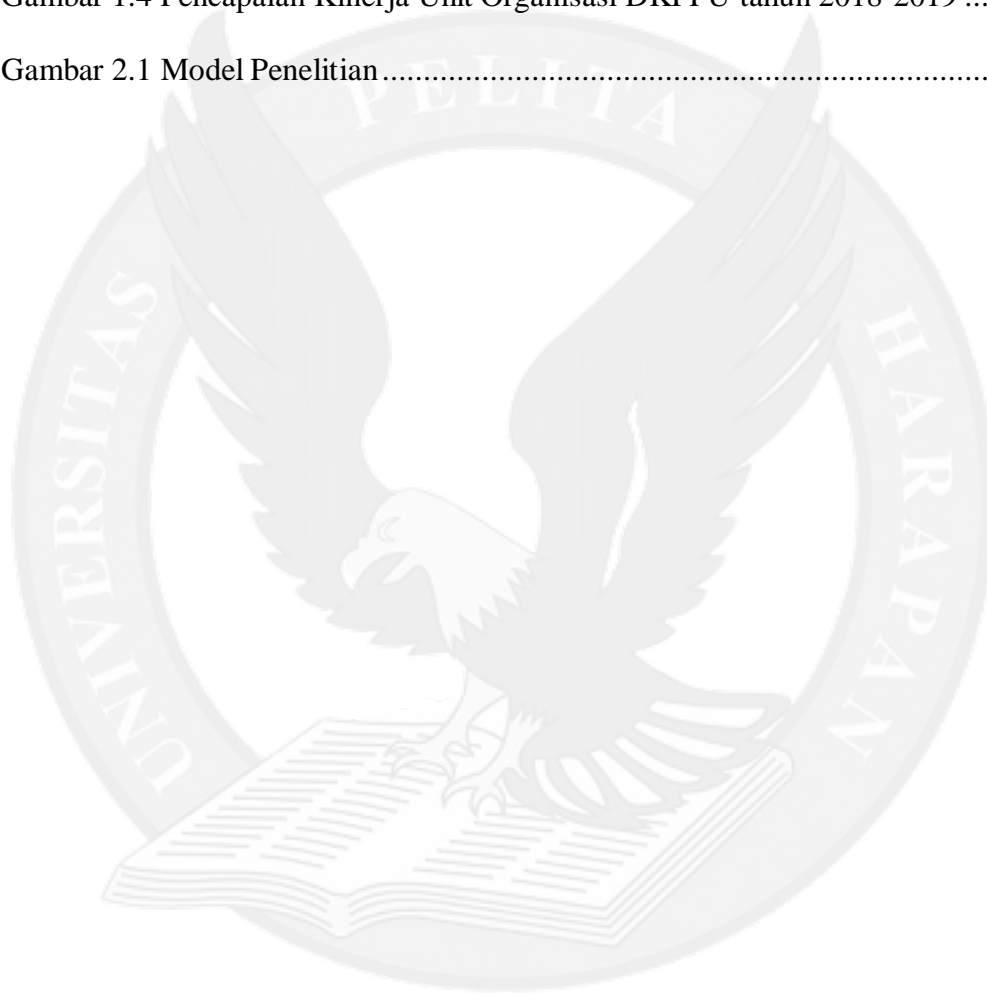 Gambar 1.4 Pencapaian Kinerja Unit Organisasi DKPPU tahun 2018-2019 ...
Gambar 2.1 Model Penelitian ..........................................................................
UNIVERSITAS PELITA HARAPAN